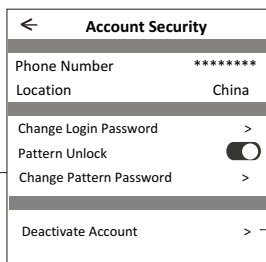 Account Security
Phone Number ********
Location China
Change Login Password >
Pattern Unlock
Change Pattern Password >
Deactivate Account >